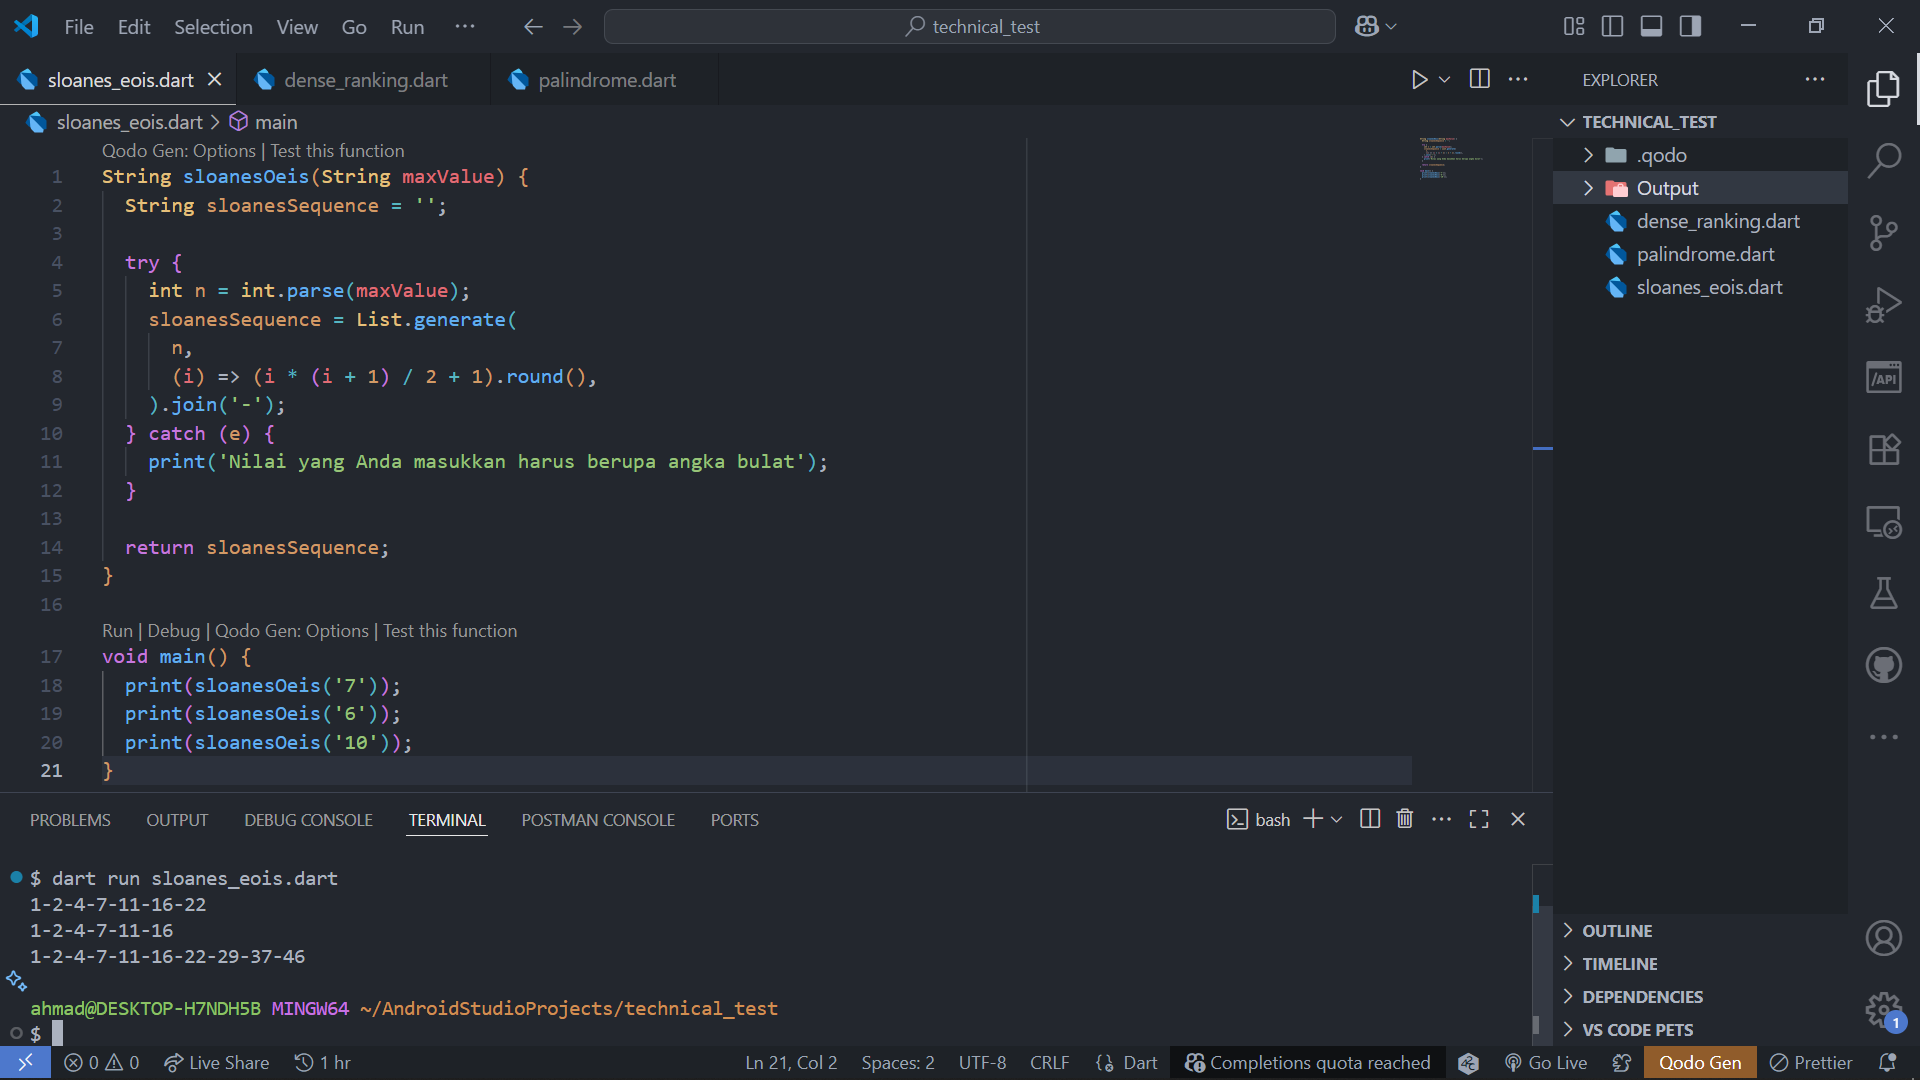 File Edit Selection View Go Run ··· technical_test
sloanes_eois.dart dense_ranking.dart palindrome.dart
sloanes_eois.dart > main
Qodo Gen: Options | Test this function
1 String sloanesOeis(String maxValue) {
2 String sloanesSequence = '';
3
4 try {
5 int n = int.parse(maxValue);
6 sloanesSequence = List.generate(
7 n,
8 (i) => (i * (i + 1) / 2 + 1).round(),
9 ).join('-');
10 } catch (e) {
11 print('Nilai yang Anda masukkan harus berupa angka bulat');
12 }
13
14 return sloanesSequence;
15 }
16
Run | Debug | Qodo Gen: Options | Test this function
17 void main() {
18 print(sloanesOeis('7'));
19 print(sloanesOeis('6'));
20 print(sloanesOeis('10'));
21 }
PROBLEMS OUTPUT DEBUG CONSOLE TERMINAL POSTMAN CONSOLE PORTS bash
$ dart run sloanes_eois.dart
1-2-4-7-11-16-22
1-2-4-7-11-16
1-2-4-7-11-16-22-29-37-46
ahmad@DESKTOP-H7NDH5B MINGW64 ~/AndroidStudioProjects/technical_test
$
EXPLORER ···
TECHNICAL_TEST
.qodo
Output
dense_ranking.dart
palindrome.dart
sloanes_eois.dart
OUTLINE
TIMELINE
DEPENDENCIES
VS CODE PETS
/API
1
0 0 Live Share 1 hr Ln 21, Col 2 Spaces: 2 UTF-8 CRLF Dart Completions quota reached Go Live Qodo Gen Prettier